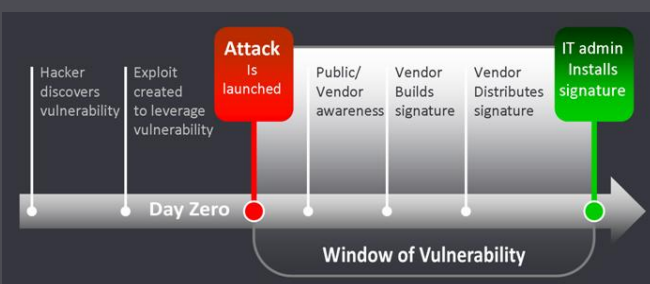 Hacker
discovers
vulnerability
Exploit
created
to leverage
vulnerability
Attack
Is
launched
Public/
Vendor
awareness
Vendor
Builds
signature
Vendor
Distributes
signature
IT admin
Installs
signature
Day Zero
Window of Vulnerability